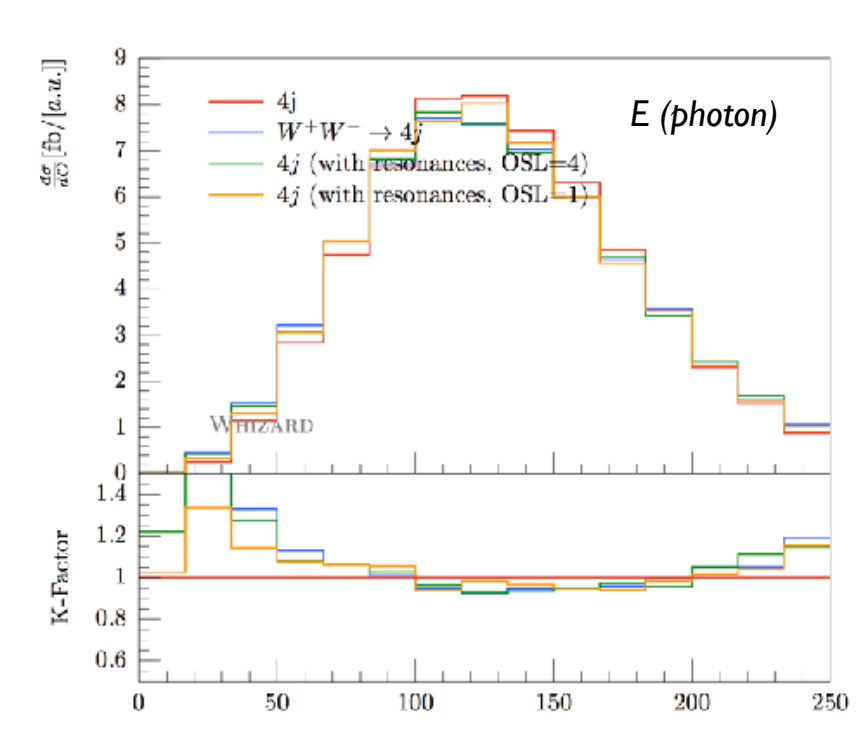 9
8
7
6
5
4
3
2
1
0
dσ/dO [fb/[a.u.]]
4j
W⁺W⁻ → 4j
4j (with resonances, OSL=4)
4j (with resonances, OSL=1)
E (photon)
WHIZARD
1.4
1.2
1
0.8
0.6
K-Factor
0 50 100 150 200 250